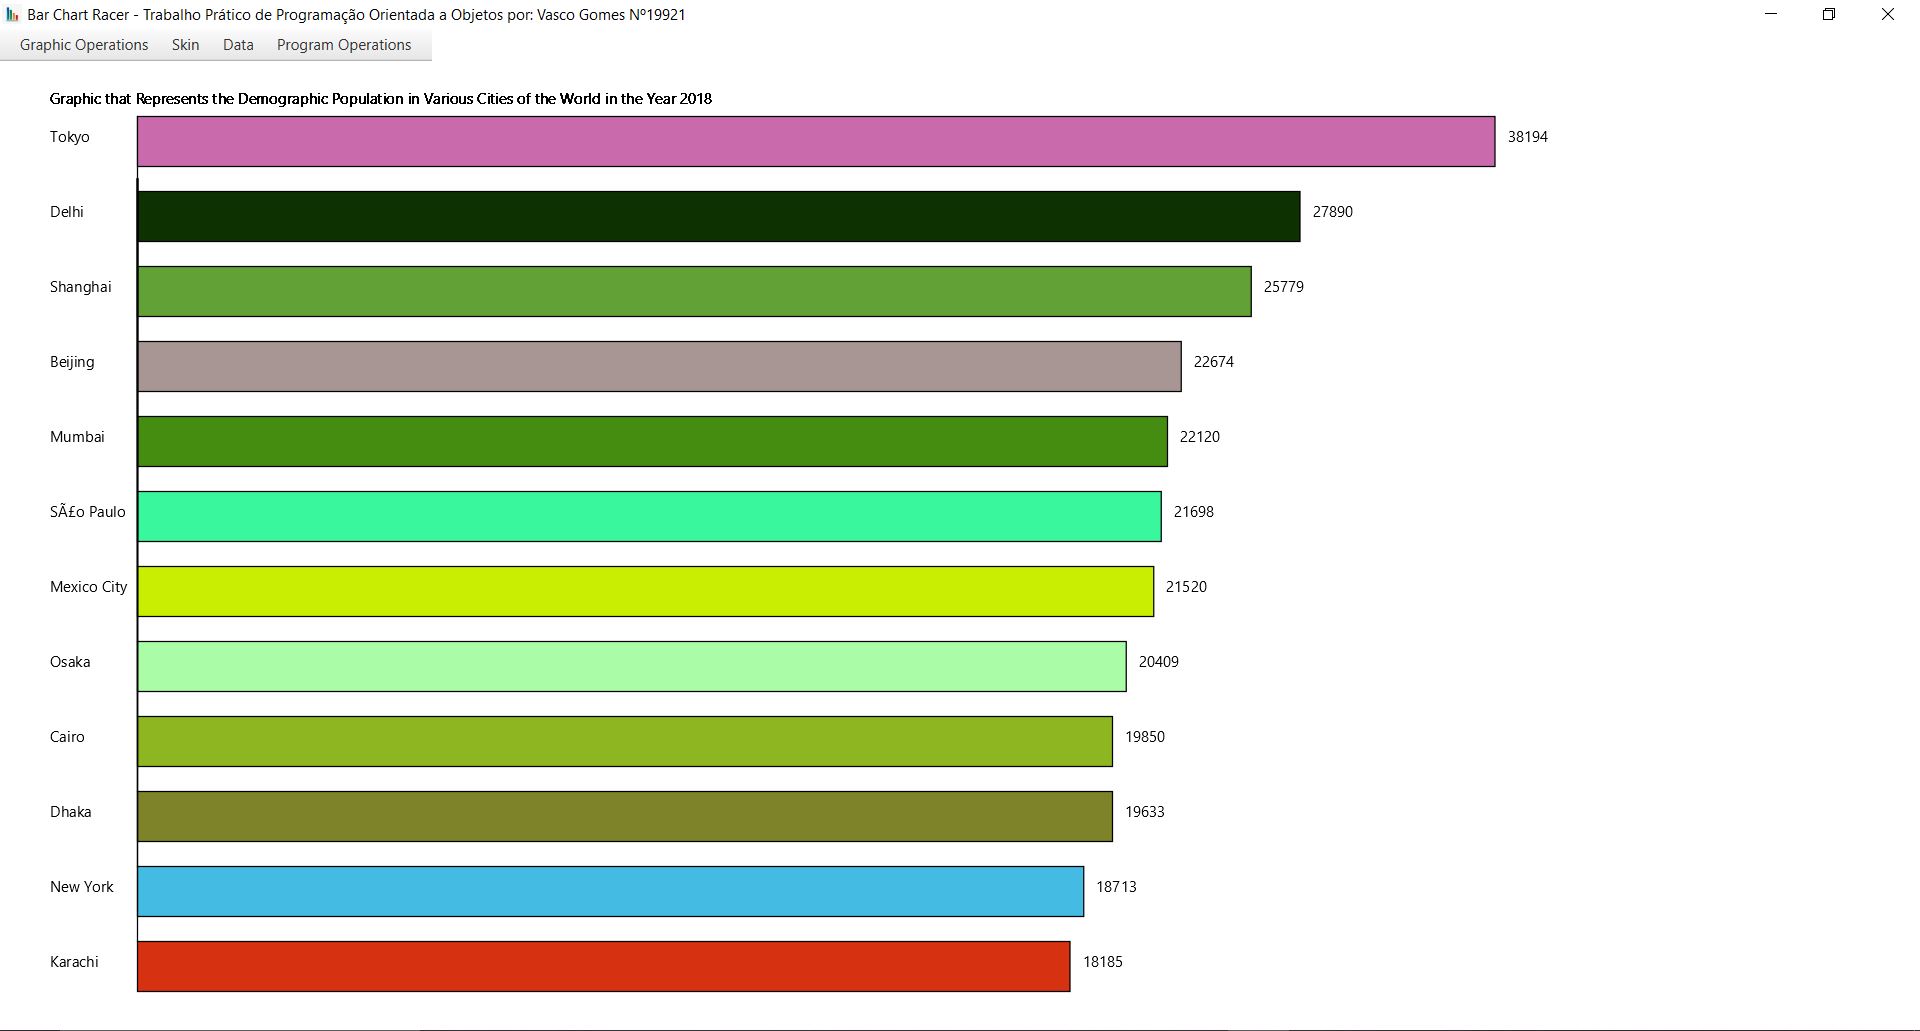 Bar Chart Racer - Trabalho Prático de Programação Orientada a Objetos por: Vasco Gomes Nº19921
Graphic Operations Skin Data Program Operations
Graphic that Represents the Demographic Population in Various Cities of the World in the Year 2018
Tokyo 38194
Delhi 27890
Shanghai 25779
Beijing 22674
Mumbai 22120
SÃ£o Paulo 21698
Mexico City 21520
Osaka 20409
Cairo 19850
Dhaka 19633
New York 18713
Karachi 18185